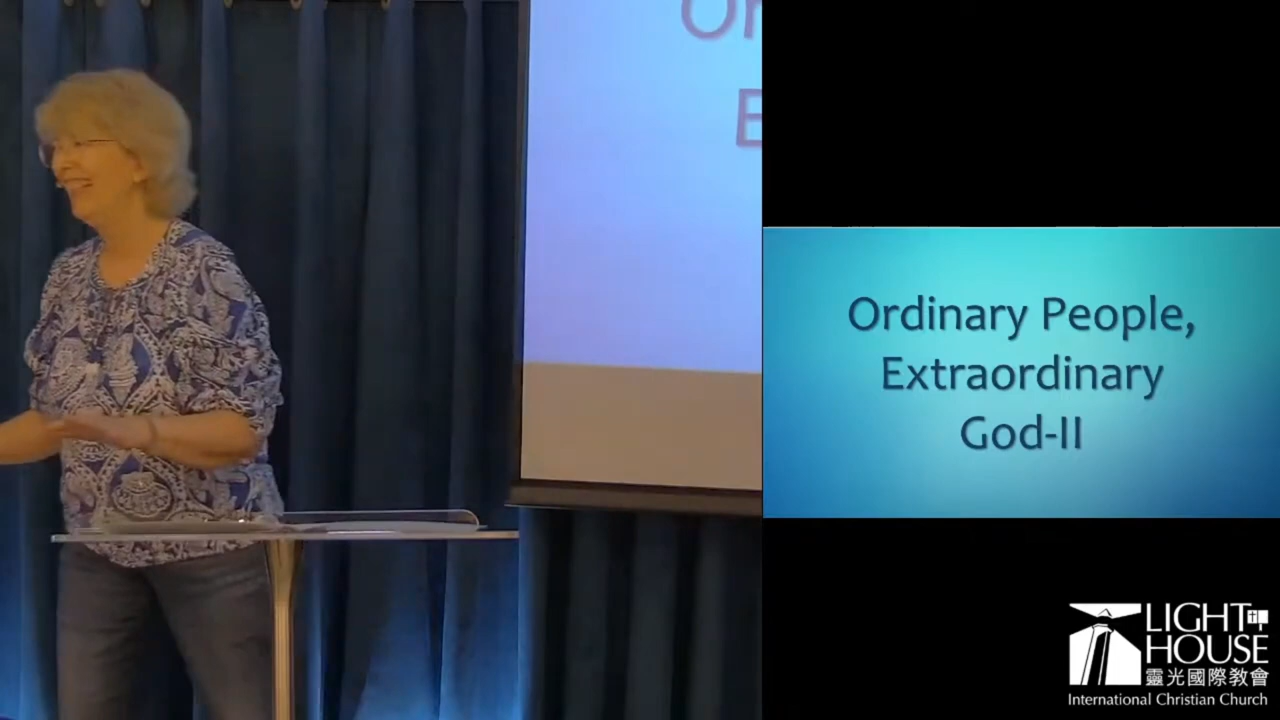 Ordinary People,
Extraordinary
God-II
LIGHT
HOUSE
靈光國際教會
International Christian Church